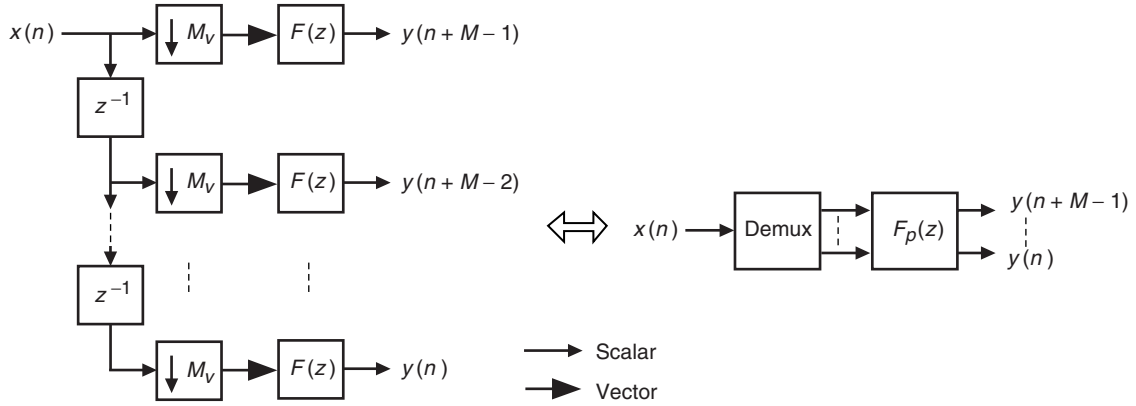 x(n) ↓ M_v F(z) y(n + M – 1)
z⁻¹
↓ M_v F(z) y(n + M – 2)
z⁻¹
↓ M_v F(z) y(n)
x(n) Demux F_p(z) y(n + M – 1)
y(n)
Scalar
Vector